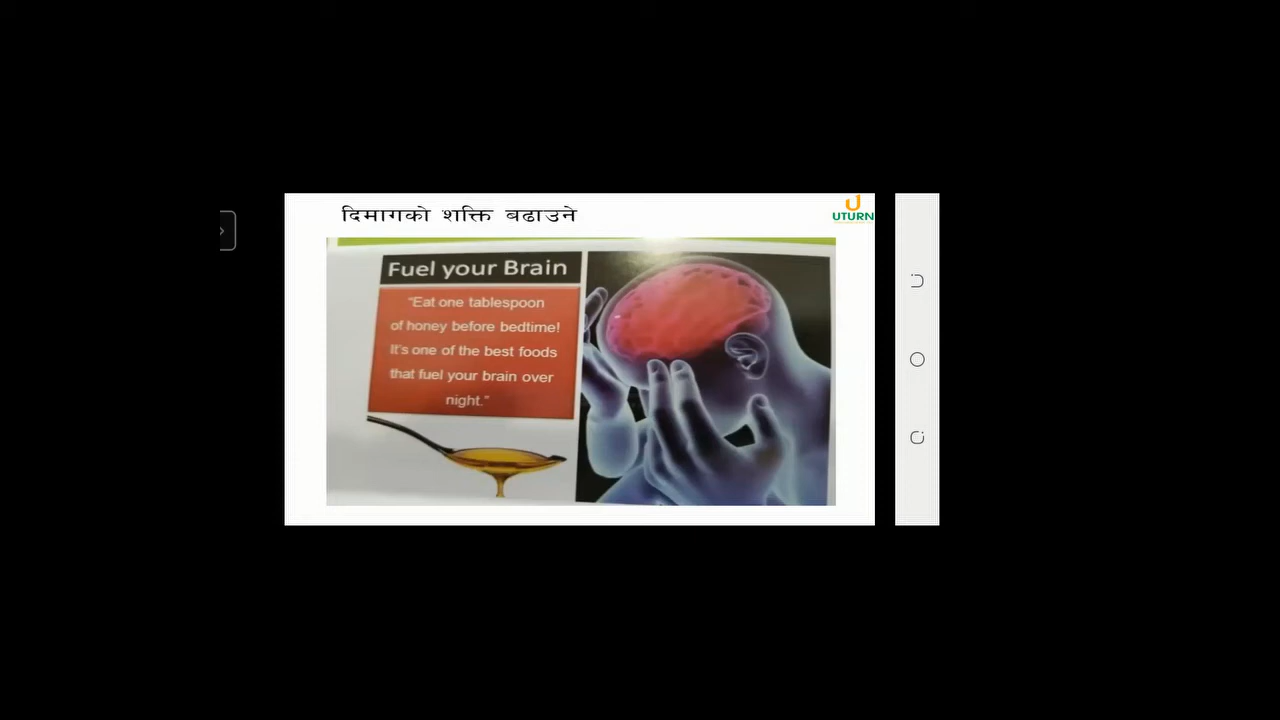 दिमागको शक्ति बढाउने
UTURN
Fuel your Brain
“Eat one tablespoon
of honey before bedtime!
It's one of the best foods
that fuel your brain over
night.”